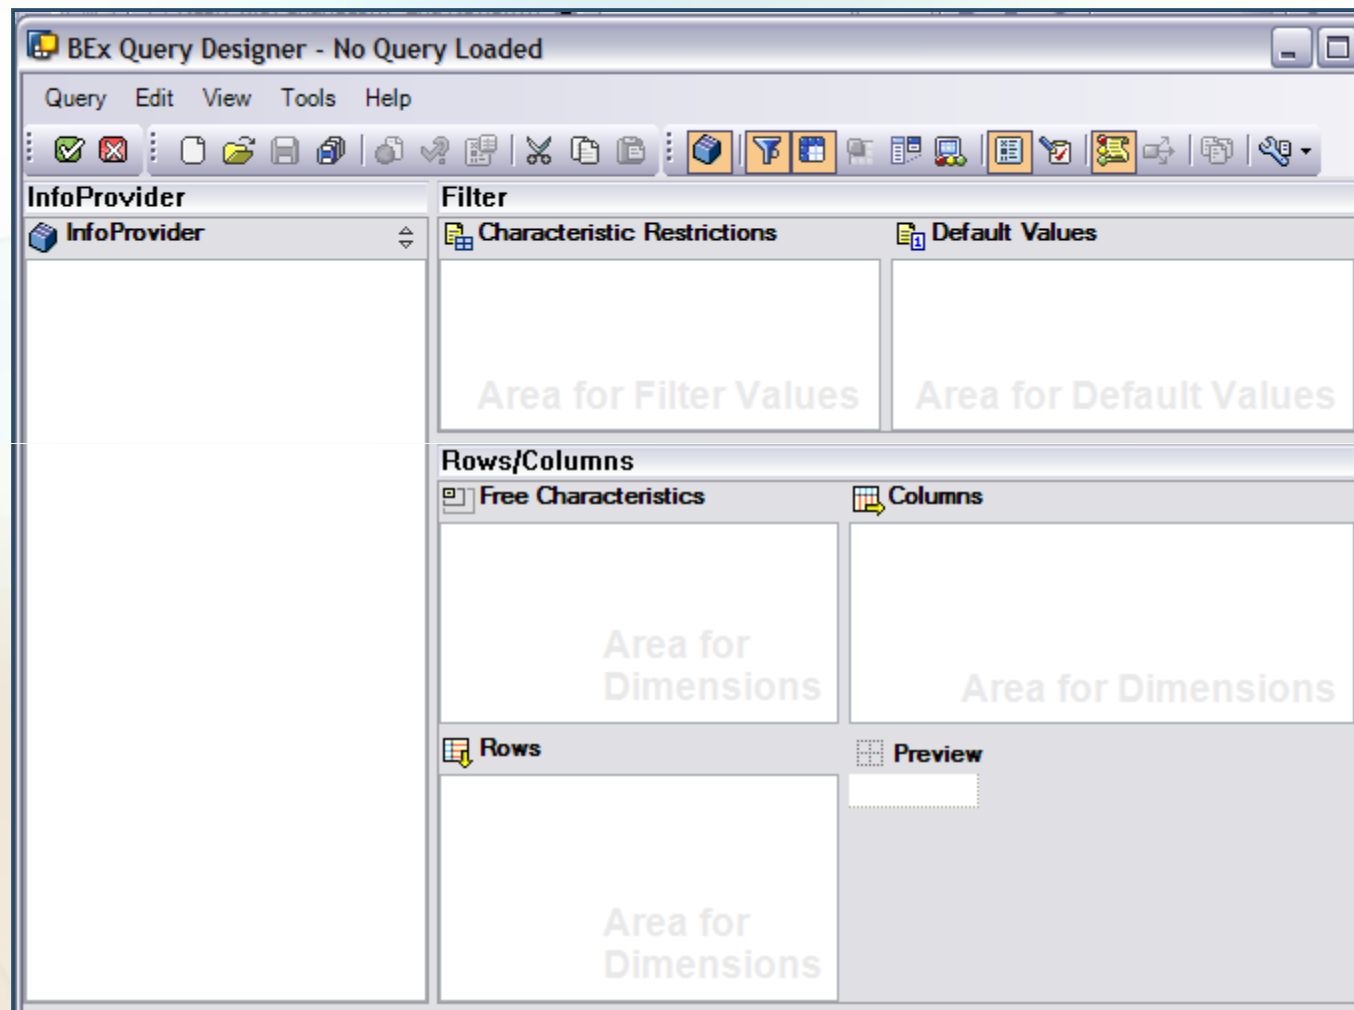 BEx Query Designer - No Query Loaded
Query Edit View Tools Help
InfoProvider
Filter
InfoProvider
Characteristic Restrictions
Default Values
Area for Filter Values
Area for Default Values
Rows/Columns
Free Characteristics
Columns
Area for
Dimensions
Area for Dimensions
Rows
Preview
Area for
Dimensions